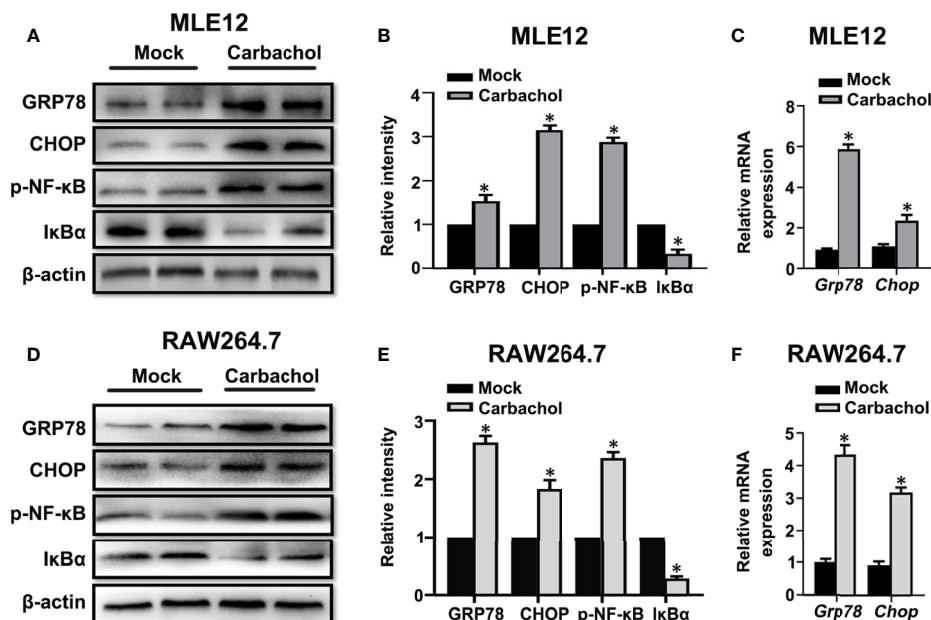 A
MLE12
Mock Carbachol
GRP78
CHOP
p-NF-κB
IκBα
β-actin
B
MLE12
Mock
Carbachol
Relative intensity
4
3
2
1
0
* * * *
GRP78 CHOP p-NF-κB IκBα
C
MLE12
Mock
Carbachol
Relative mRNA
expression
8
6
4
2
0
* *
Grp78 Chop
D
RAW264.7
Mock Carbachol
GRP78
CHOP
p-NF-κB
IκBα
β-actin
E
RAW264.7
Mock
Carbachol
Relative intensity
3
2
1
0
* * * *
GRP78 CHOP p-NF-κB IκBα
F
RAW264.7
Mock
Carbachol
Relative mRNA
expression
5
4
3
1
0
* *
Grp78 Chop